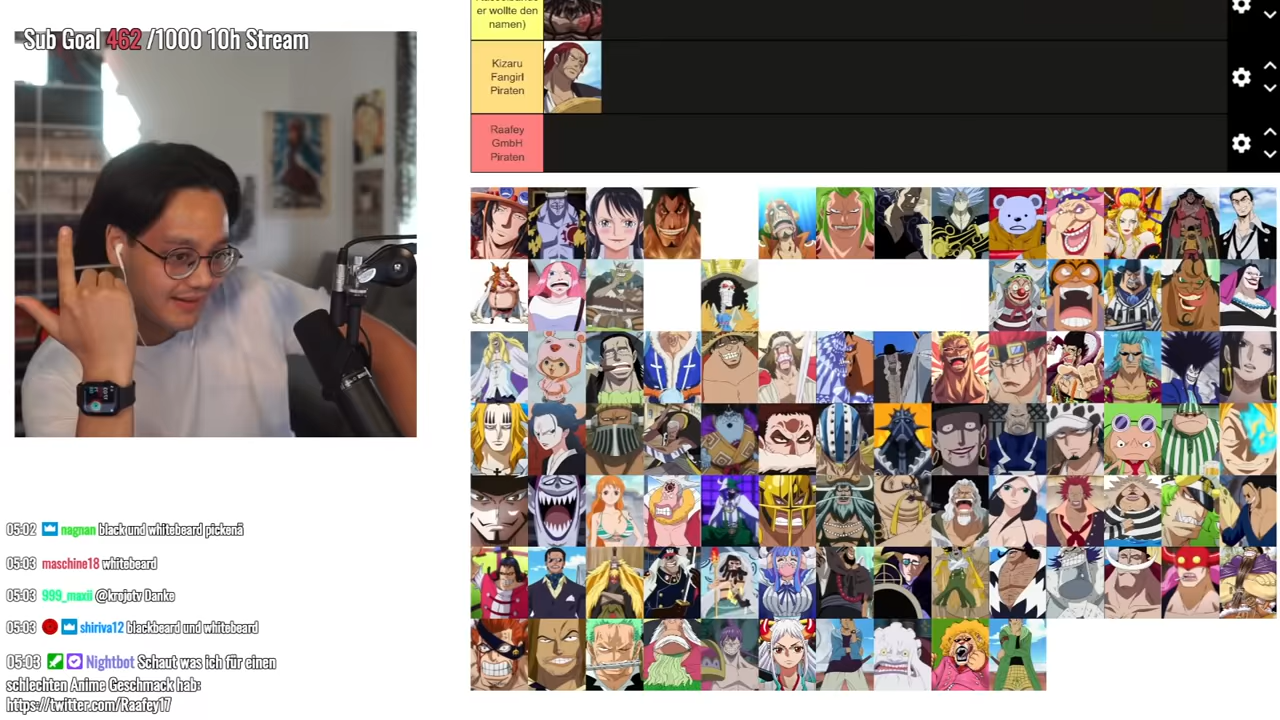 Sub Goal 462 /1000 10h Stream
er wollte den
namen)
Kizaru
Fangirl
Piraten
Raafey
GmbH
Piraten
05:02 nagnan black und whitebeard pickenä
05:03 maschine18 whitebeard
05:03 999_maxii @krojotv Danke
05:03 shiriva12 blackbeard und whitebeard
05:03 Nightbot Schaut was ich für einen
schlechten Anime Geschmack hab:
https://twitter.com/Raafey17